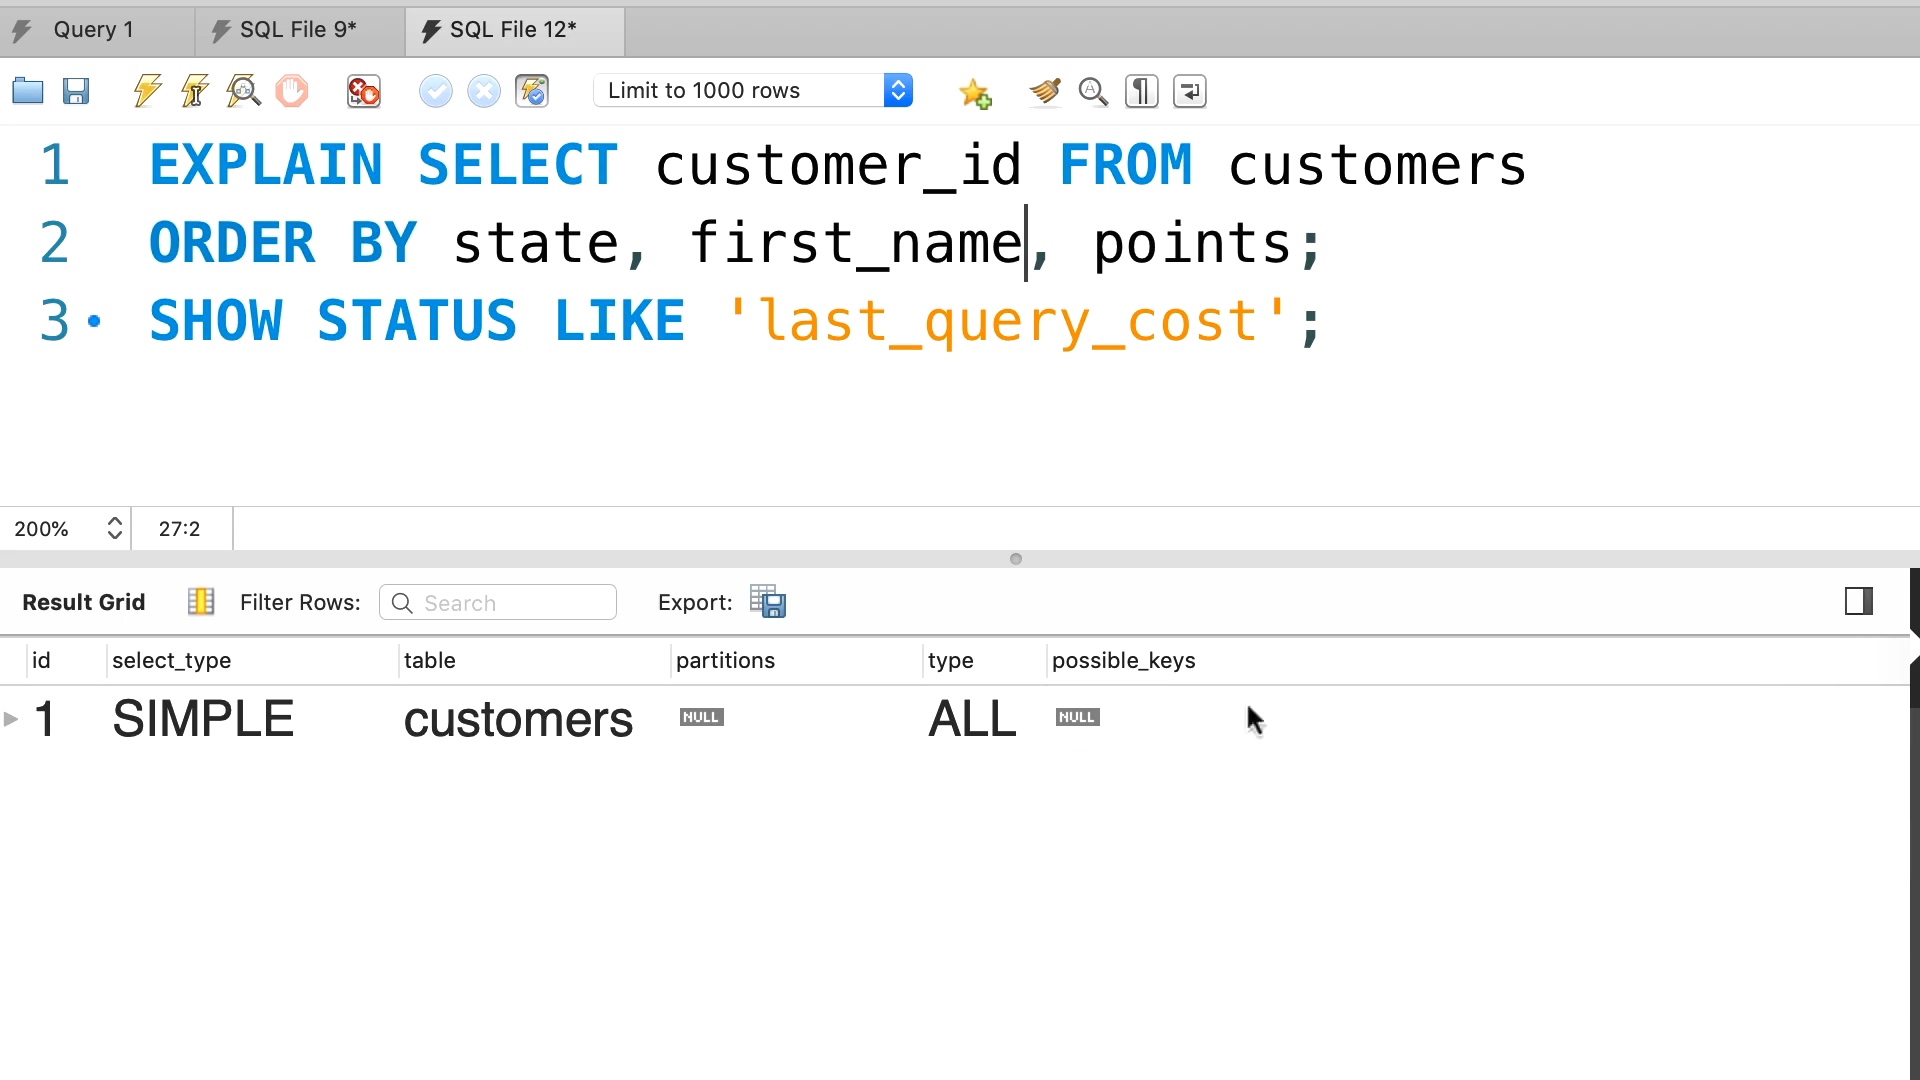 Query 1 SQL File 9* SQL File 12*
Limit to 1000 rows
1 EXPLAIN SELECT customer_id FROM customers
2 ORDER BY state, first_name, points;
3 SHOW STATUS LIKE 'last_query_cost';
200% 27:2
Result Grid Filter Rows: Search Export:
id select_type table partitions type possible_keys
1 SIMPLE customers NULL ALL NULL